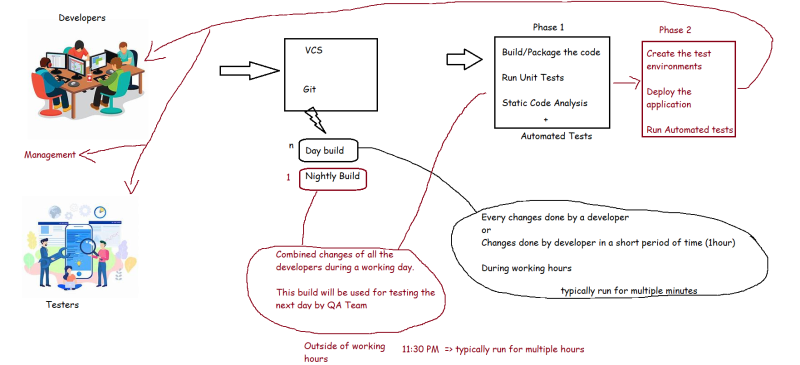 Developers
VCS
Git
Phase 1
Build/Package the code
Run Unit Tests
Static Code Analysis
+
Automated Tests
Phase 2
Create the test
environments
Deploy the
application
Run Automated tests
Management
n
Day build
1
Nightly Build
Every changes done by a developer
or
Changes done by developer in a short period of time (1hour)
During working hours
typically run for multiple minutes
Combined changes of all the
developers during a working day.
This build will be used for testing the
next day by QA Team
Testers
Outside of working
hours
11:30 PM => typically run for multiple hours